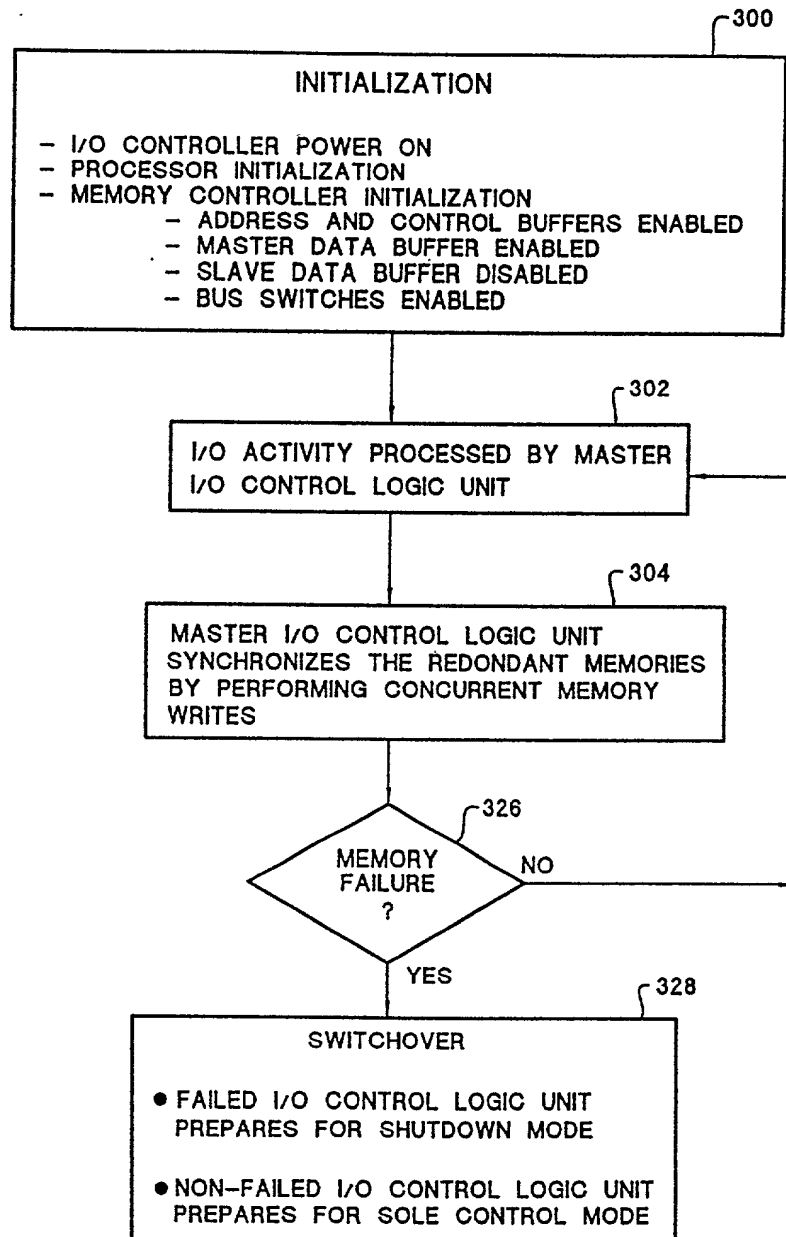 300
INITIALIZATION
- I/O CONTROLLER POWER ON
- PROCESSOR INITIALIZATION
- MEMORY CONTROLLER INITIALIZATION
- ADDRESS AND CONTROL BUFFERS ENABLED
- MASTER DATA BUFFER ENABLED
- SLAVE DATA BUFFER DISABLED
- BUS SWITCHES ENABLED
302
I/O ACTIVITY PROCESSED BY MASTER
I/O CONTROL LOGIC UNIT
304
MASTER I/O CONTROL LOGIC UNIT
SYNCHRONIZES THE REDONDANT MEMORIES
BY PERFORMING CONCURRENT MEMORY
WRITES
326
MEMORY
FAILURE
?
NO
YES
328
SWITCHOVER
● FAILED I/O CONTROL LOGIC UNIT
PREPARES FOR SHUTDOWN MODE
● NON-FAILED I/O CONTROL LOGIC UNIT
PREPARES FOR SOLE CONTROL MODE